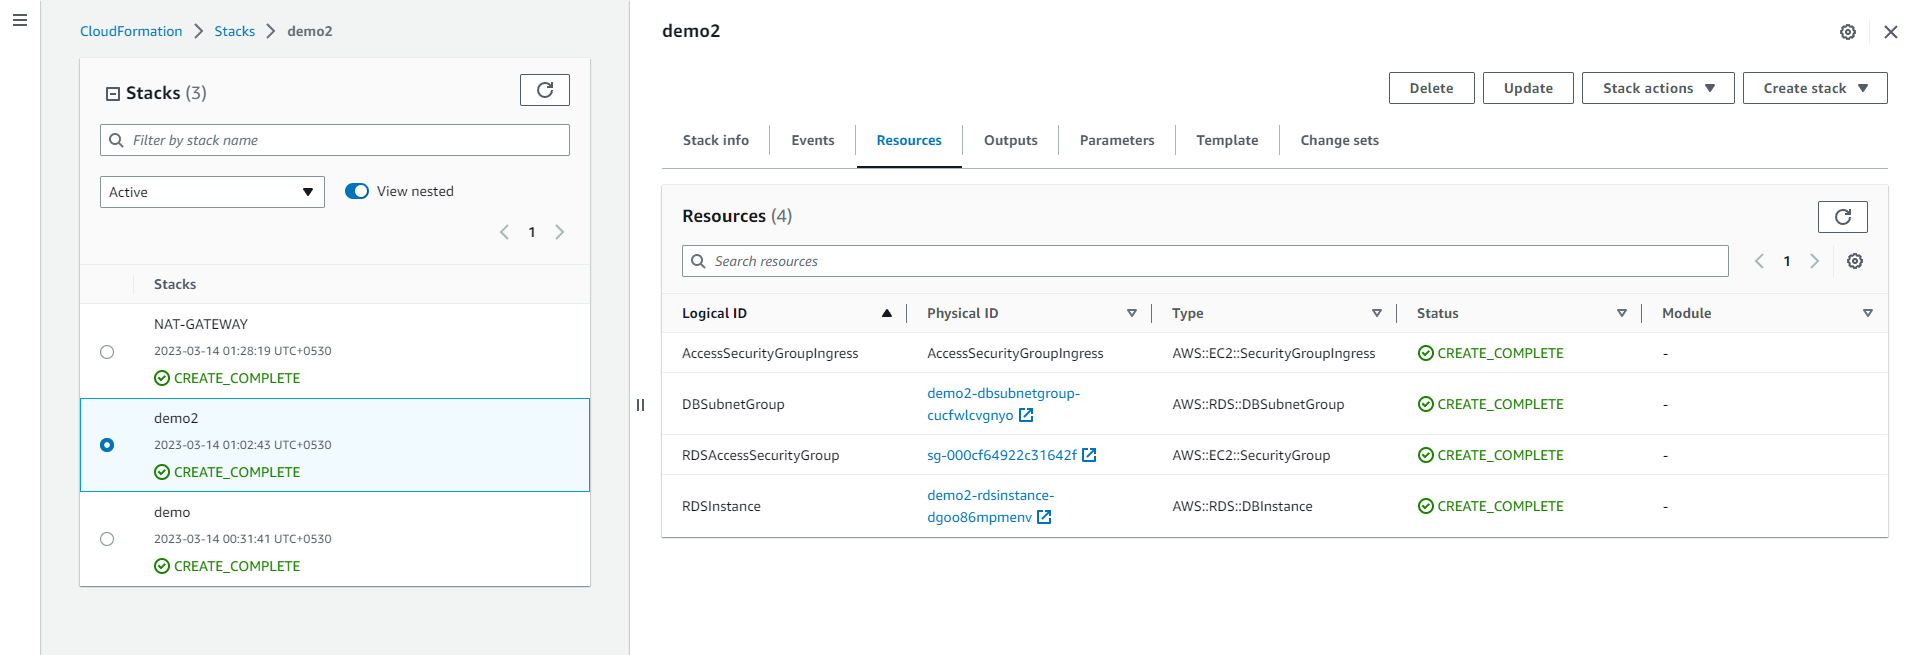 CloudFormation > Stacks > demo2
Stacks (3)
Filter by stack name
Active
View nested
1
Stacks
NAT-GATEWAY
2023-03-14 01:28:19 UTC+0530
CREATE_COMPLETE
demo2
2023-03-14 01:02:43 UTC+0530
CREATE_COMPLETE
demo
2023-03-14 00:31:41 UTC+0530
CREATE_COMPLETE
demo2
Delete Update Stack actions Create stack
Stack info Events Resources Outputs Parameters Template Change sets
Resources (4)
Search resources
1
Logical ID Physical ID Type Status Module
AccessSecurityGroupIngress AccessSecurityGroupIngress AWS::EC2::SecurityGroupIngress CREATE_COMPLETE -
DBSubnetGroup demo2-dbsubnetgroup-
cucfwlcvgnyo AWS::RDS::DBSubnetGroup CREATE_COMPLETE -
RDSAccessSecurityGroup sg-000cf64922c31642f AWS::EC2::SecurityGroup CREATE_COMPLETE -
RDSInstance demo2-rdsinstance-
dgoo86mpmenv AWS::RDS::DBInstance CREATE_COMPLETE -